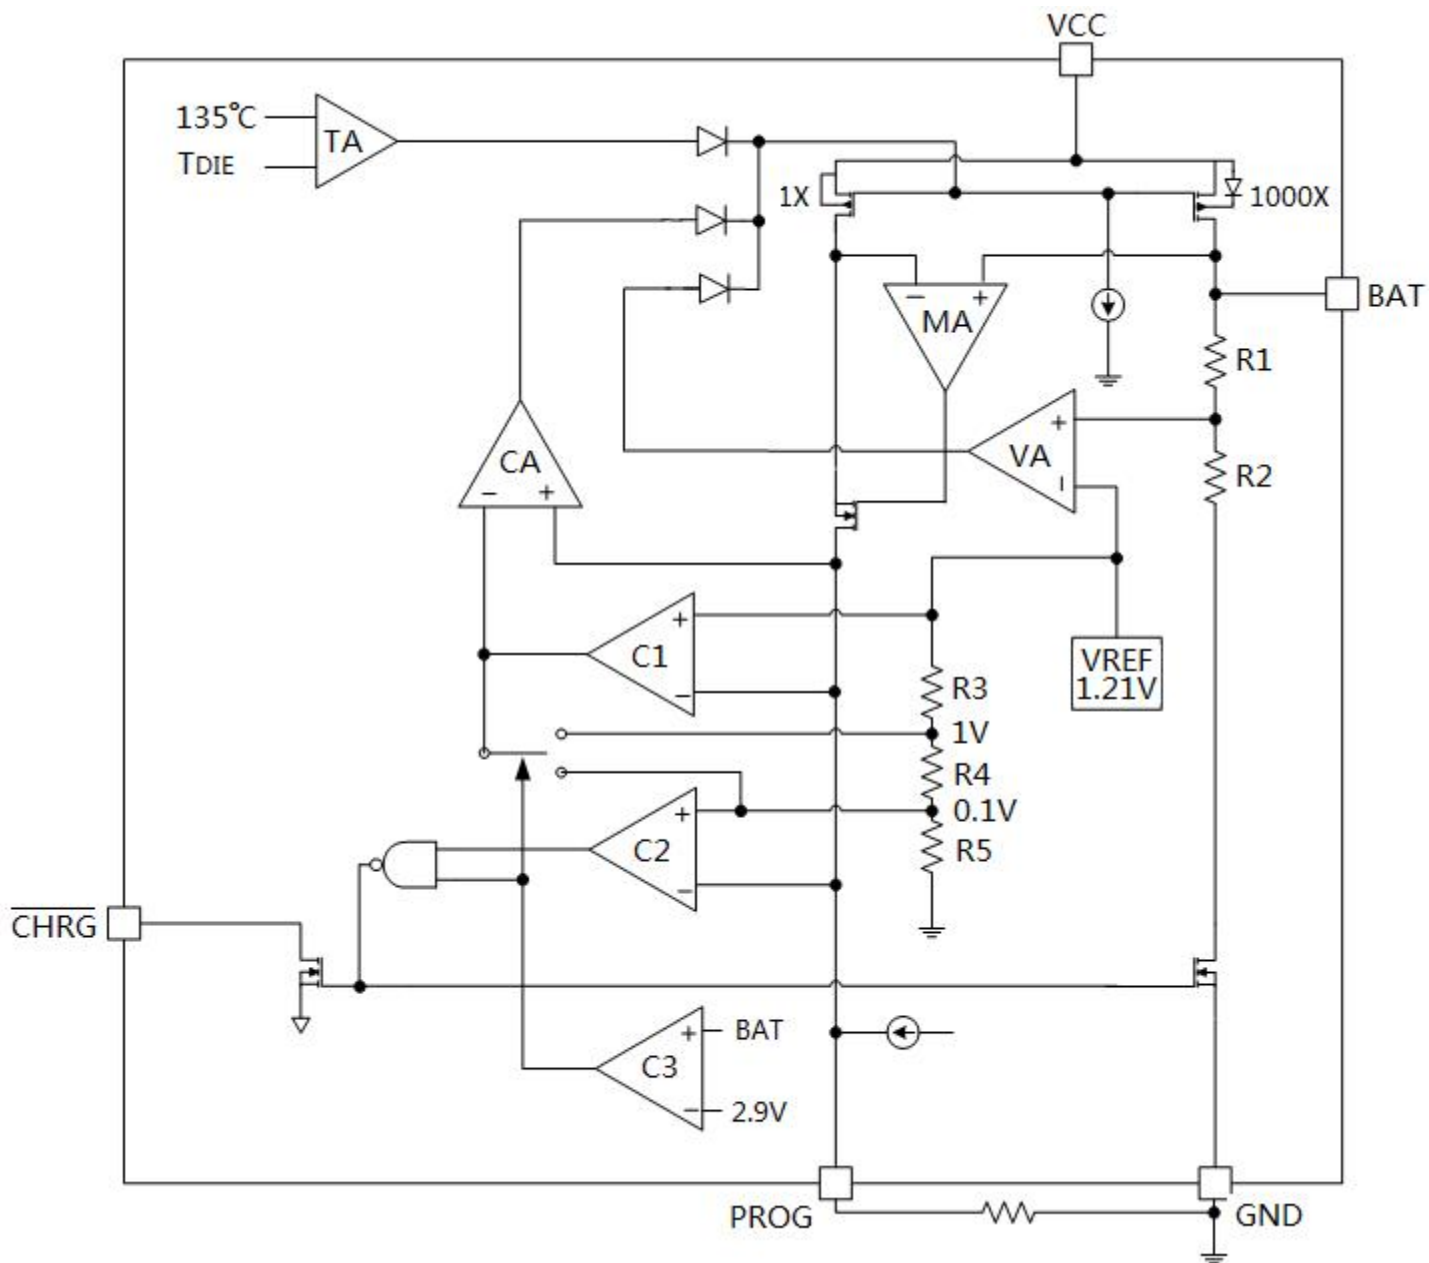 VCC
135℃
TA
TDIE
1X
1000X
BAT
−
+
MA
R1
+
VA
−
R2
CA
−
+
+
C1
−
R3
VREF
1.21V
1V
R4
0.1V
+
C2
−
R5
CHRG
+
BAT
C3
−
2.9V
PROG
GND